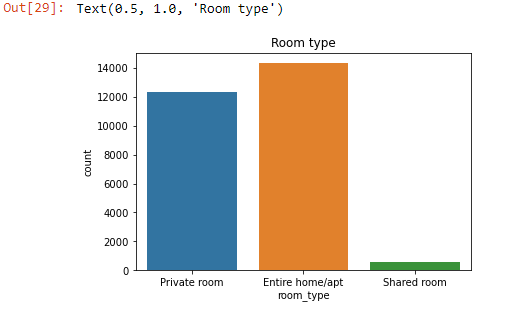 Out[29]: Text(0.5, 1.0, 'Room type')
Room type
14000
12000
10000
8000
6000
4000
2000
0
count
Private room Entire home/apt Shared room
room_type